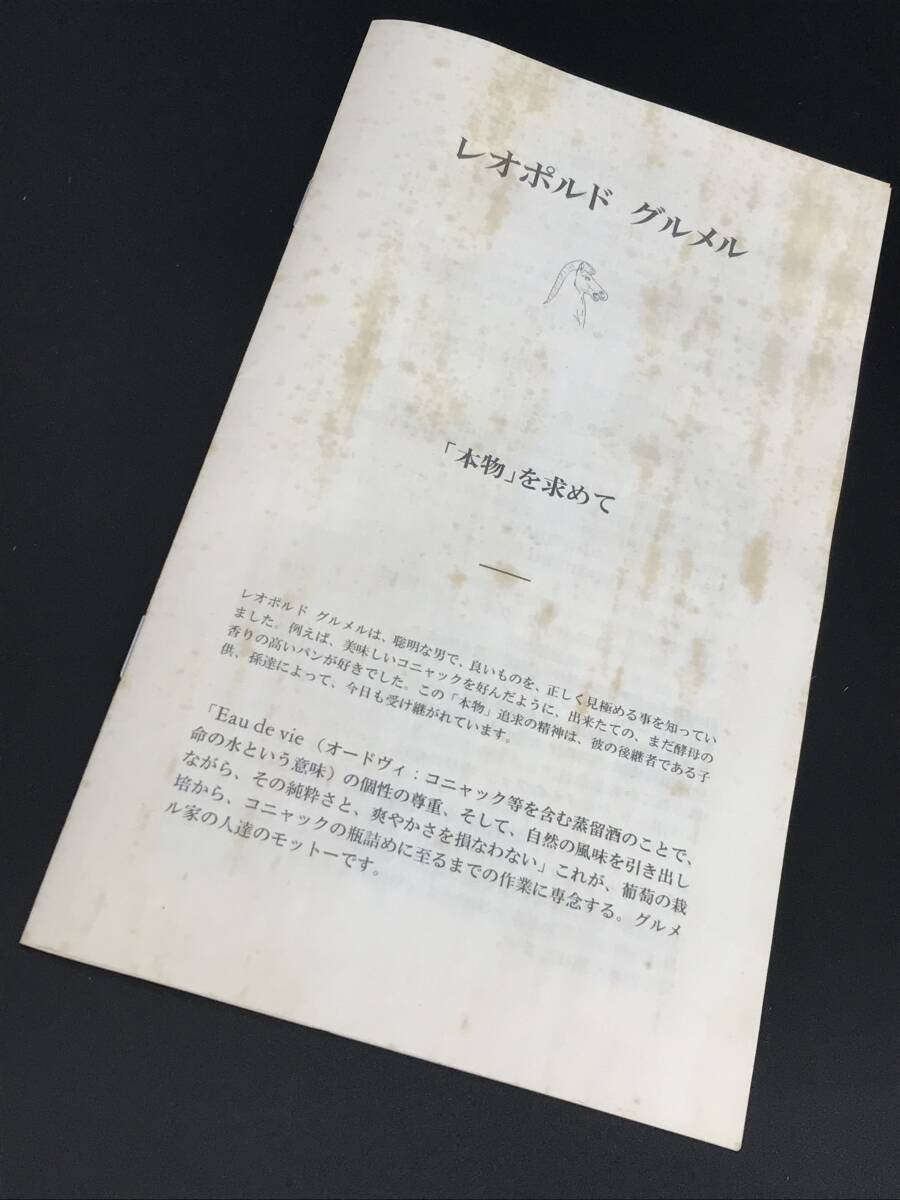 レオポルド グルメル
「本物」を求めて
レオポルド グルメルは、聡明な男で、良いものを、正しく見極める事を知ってい
ました。例えば、美味しいコニャックを好んだように、出来たての、まだ酵母の
香りの高いパンが好きでした。この「本物」追求の精神は、彼の後継者である子
供、孫達によって、今日も受け継がれています。
「Eau de vie（オードヴィ：コニャック等を含む蒸留酒のことで、
命の水という意味）の個性の尊重、そして、自然の風味を引き出し
ながら、その純粋さと、爽やかさを損なわない」これが、葡萄の栽
培から、コニャックの瓶詰めに至るまでの作業に専念する。グルメ
ル家の人達のモットーです。